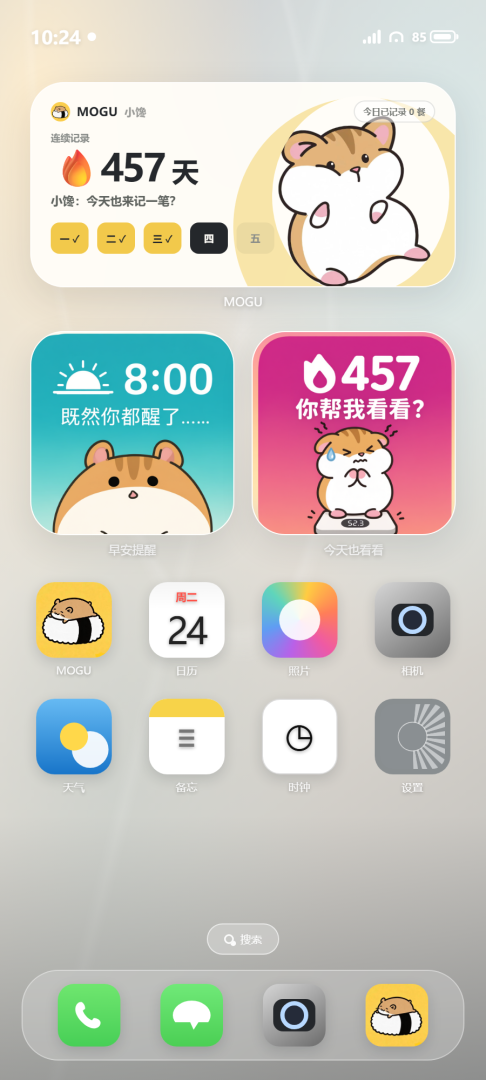 10:24
85
MOGU 小馋
今日已记录 0 餐
连续记录
457 天
小馋：今天也来记一笔？
一 ✓ 二 ✓ 三 ✓ 四 五
MOGU
8:00
既然你都醒了......
457
你帮我看看？
52.3
早安提醒
今天也看看
周二
24
MOGU 日历 照片 相机
天气 备忘 时钟 设置
搜索